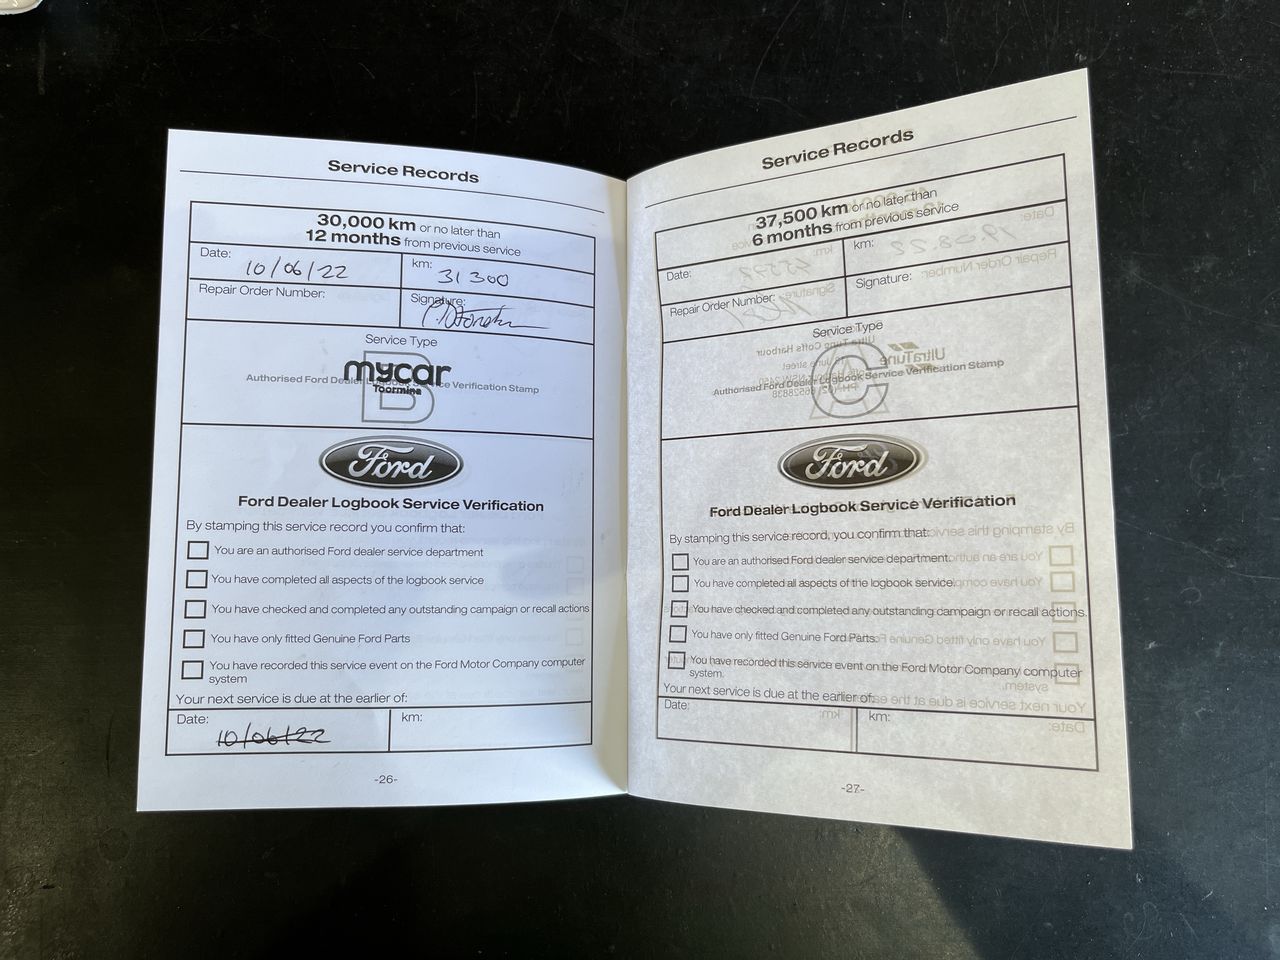 Service Records
30,000 km or no later than
12 months from previous service
Date:
10/06/22
km:
31 300
Repair Order Number:
Signature:
Service Type
B
mycar
Toormina
Authorised Ford Dealer Logbook Service Verification Stamp
Ford
Ford Dealer Logbook Service Verification
By stamping this service record you confirm that:
You are an authorised Ford dealer service department
You have completed all aspects of the logbook service
You have checked and completed any outstanding campaign or recall actions
You have only fitted Genuine Ford Parts
You have recorded this service event on the Ford Motor Company computer
system
Your next service is due at the earlier of:
Date:
10/06/22
km:
-26-
Service Records
37,500 km or no later than
6 months from previous service
Date:
km:
Repair Order Number:
Signature:
Service Type
C
Authorised Ford Dealer Logbook Service Verification Stamp
Ford
Ford Dealer Logbook Service Verification
By stamping this service record, you confirm that:
You are an authorised Ford dealer service department.
You have completed all aspects of the logbook service.
You have checked and completed any outstanding campaign or recall actions.
You have only fitted Genuine Ford Parts.
You have recorded this service event on the Ford Motor Company computer
system.
Your next service is due at the earlier of:
Date:
km:
-27-